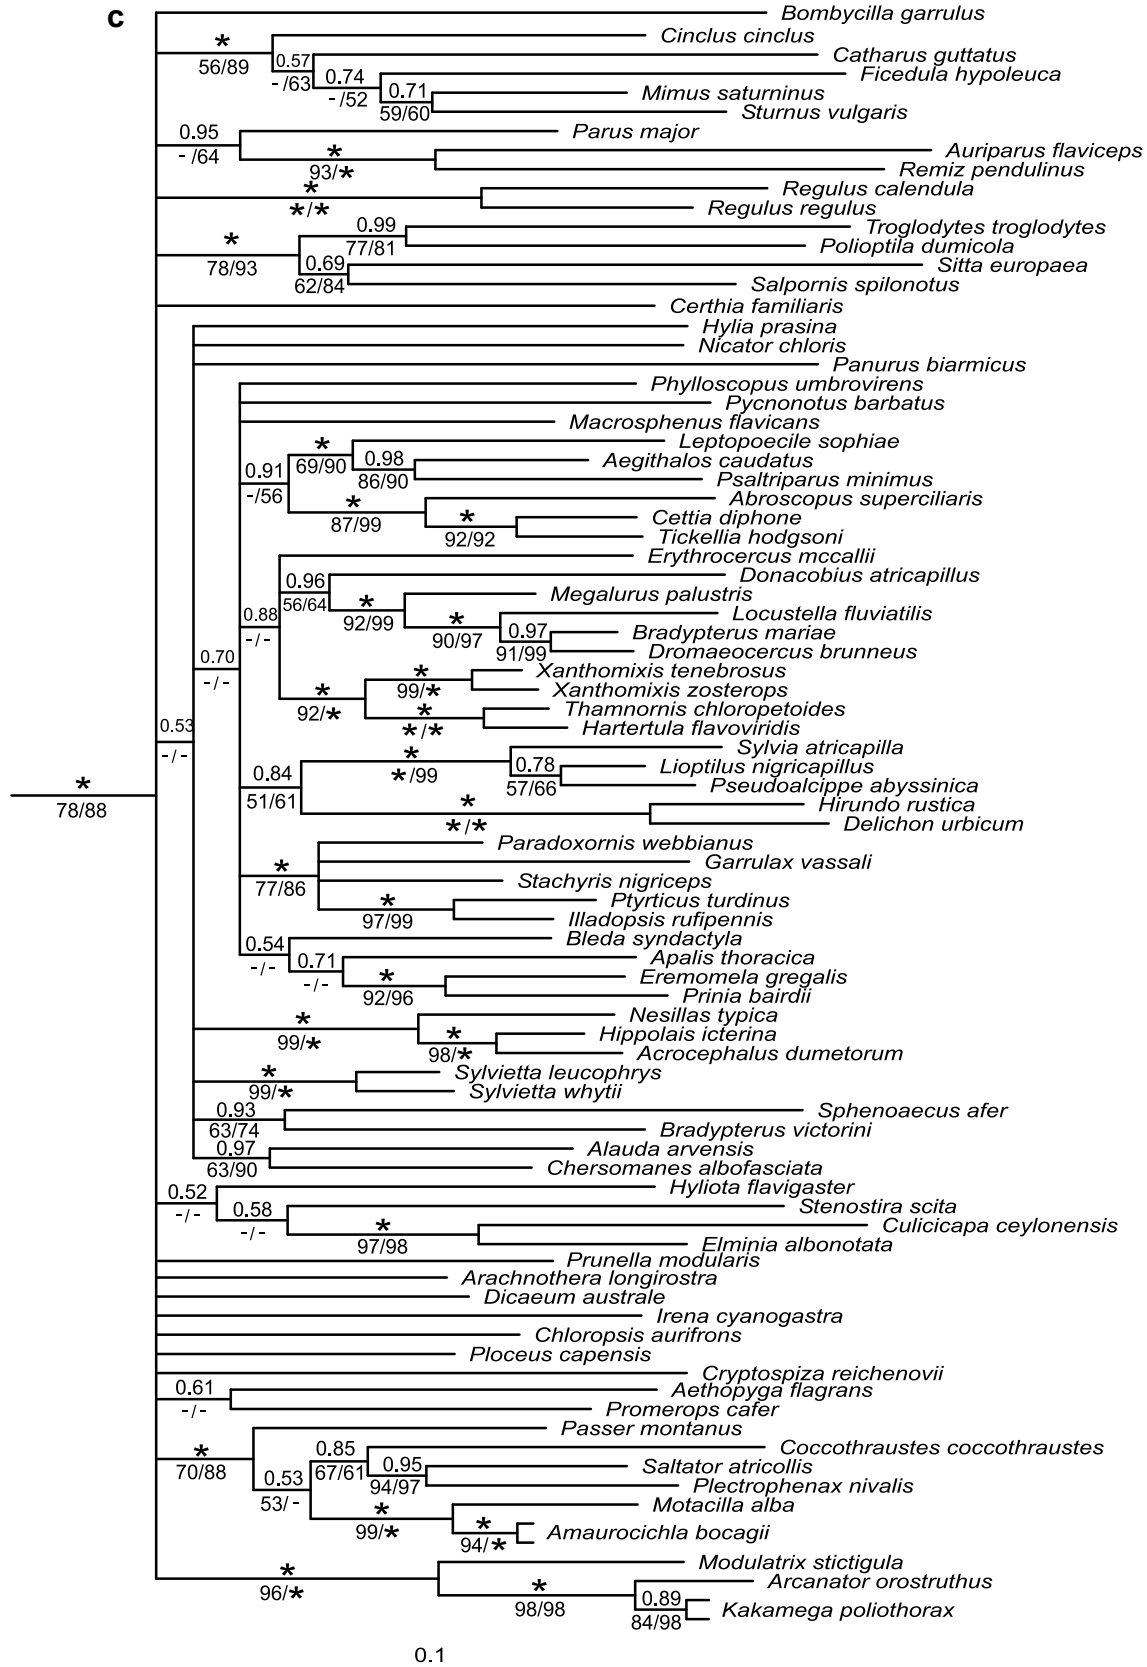 c
Bombycilla garrulus
Cinclus cinclus
*
56/89
0.57
-/63
Catharus guttatus
0.74
-/52
Ficedula hypoleuca
0.71
59/60
Mimus saturninus
Sturnus vulgaris
0.95
-/64
Parus major
*
93/*
Auriparus flaviceps
Remiz pendulinus
*
*/*
Regulus calendula
Regulus regulus
*
78/93
0.99
77/81
Troglodytes troglodytes
Polioptila dumicola
0.69
62/84
Sitta europaea
Salpornis spilonotus
Certhia familiaris
Hylia prasina
Nicator chloris
Panurus biarmicus
Phylloscopus umbrovirens
Pycnonotus barbatus
Macrosphenus flavicans
0.91
-/56
*
69/90
Leptopoecile sophiae
0.98
86/90
Aegithalos caudatus
Psaltriparus minimus
*
87/99
Abroscopus superciliaris
*
92/92
Cettia diphone
Tickellia hodgsoni
Erythrocercus mccallii
0.88
-/-
0.96
56/64
Donacobius atricapillus
*
92/99
Megalurus palustris
*
90/97
Locustella fluviatilis
0.97
91/99
Bradypterus mariae
Dromaeocercus brunneus
0.70
-/-
*
92/*
*
99/*
Xanthomixis tenebrosus
Xanthomixis zosterops
*
*/*
Thamnornis chloropetoides
Hartertula flavoviridis
0.53
-/-
*
78/88
0.84
51/61
*
*/99
Sylvia atricapilla
0.78
57/66
Lioptilus nigricapillus
Pseudoalcippe abyssinica
*
*/*
Hirundo rustica
Delichon urbicum
*
77/86
Paradoxornis webbianus
Garrulax vassali
Stachyris nigriceps
*
97/99
Ptyrticus turdinus
Illadopsis rufipennis
0.54
-/-
Bleda syndactyla
0.71
-/-
Apalis thoracica
*
92/96
Eremomela gregalis
Prinia bairdii
*
99/*
Nesillas typica
*
98/*
Hippolais icterina
Acrocephalus dumetorum
*
99/*
Sylvietta leucophrys
Sylvietta whytii
0.93
63/74
Sphenoaecus afer
Bradypterus victorini
0.97
63/90
Alauda arvensis
Chersomanes albofasciata
0.52
-/-
Hyliota flavigaster
0.58
-/-
Stenostira scita
*
97/98
Culicicapa ceylonensis
Elminia albonotata
Prunella modularis
Arachnothera longirostra
Dicaeum australe
Irena cyanogastra
Chloropsis aurifrons
Ploceus capensis
Cryptospiza reichenovii
0.61
-/-
Aethopyga flagrans
Promerops cafer
*
70/88
Passer montanus
0.53
53/-
0.85
67/61
Coccothraustes coccothraustes
0.95
94/97
Saltator atricollis
Plectrophenax nivalis
*
99/*
Motacilla alba
*
94/*
Amaurocichla bocagii
*
96/*
Modulatrix stictigula
*
98/98
Arcanator orostruthus
0.89
84/98
Kakamega poliothorax
0.1